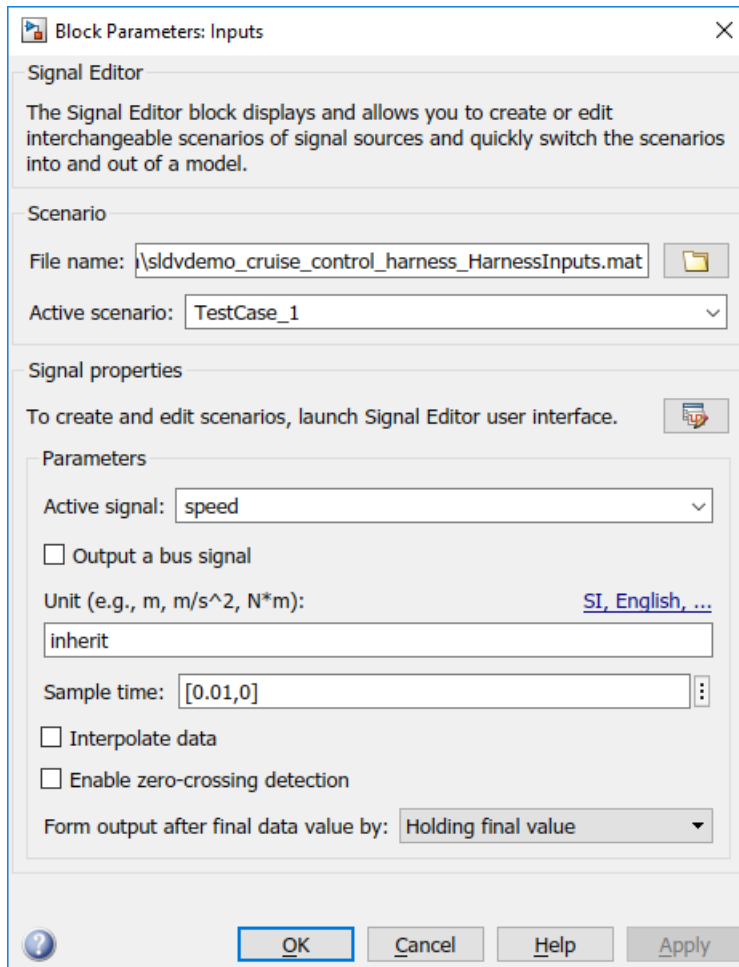 Block Parameters: Inputs
Signal Editor
The Signal Editor block displays and allows you to create or edit
interchangeable scenarios of signal sources and quickly switch the scenarios
into and out of a model.
Scenario
File name: \sldvdemo_cruise_control_harness_HarnessInputs.mat
Active scenario: TestCase_1
Signal properties
To create and edit scenarios, launch Signal Editor user interface.
Parameters
Active signal: speed
Output a bus signal
Unit (e.g., m, m/s^2, N*m): SI, English, ...
inherit
Sample time: [0.01,0]
Interpolate data
Enable zero-crossing detection
Form output after final data value by: Holding final value
OK Cancel Help Apply